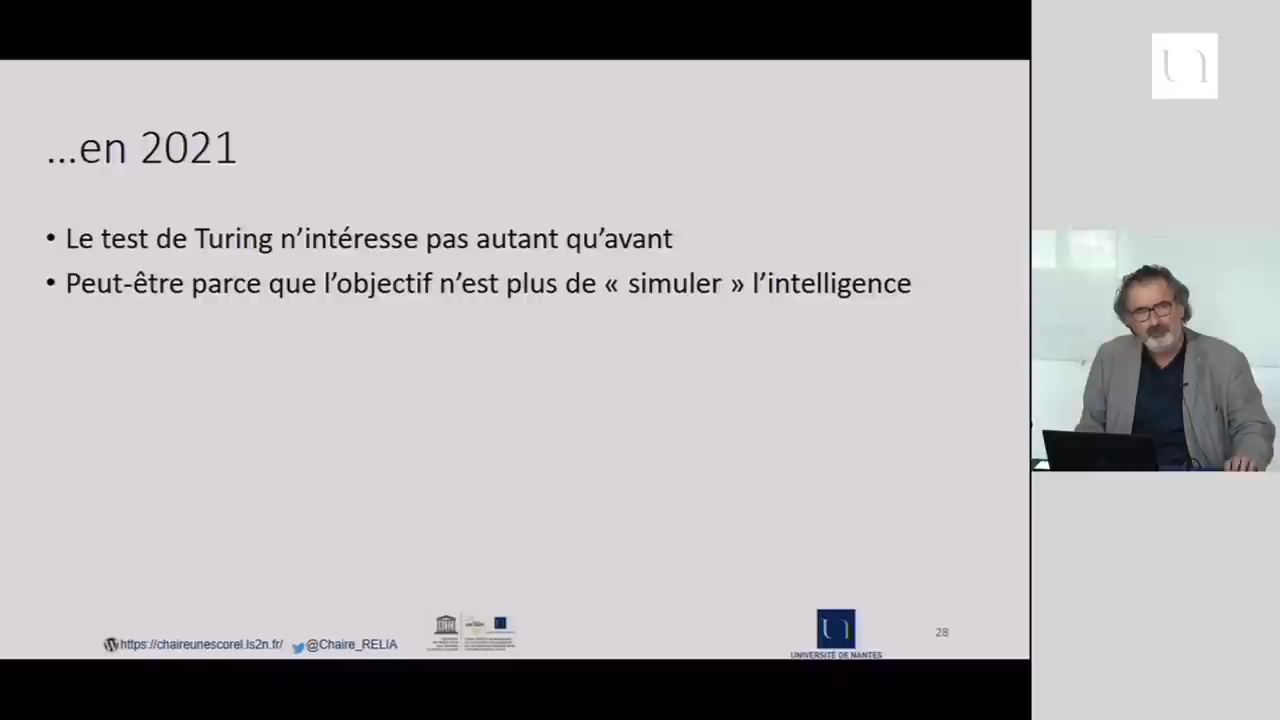 ...en 2021
• Le test de Turing n’intéresse pas autant qu’avant
• Peut-être parce que l’objectif n’est plus de « simuler » l’intelligence
https://chaireunescorel.ls2n.fr/ @Chaire_RELIA
UNIVERSITÉ DE NANTES
28